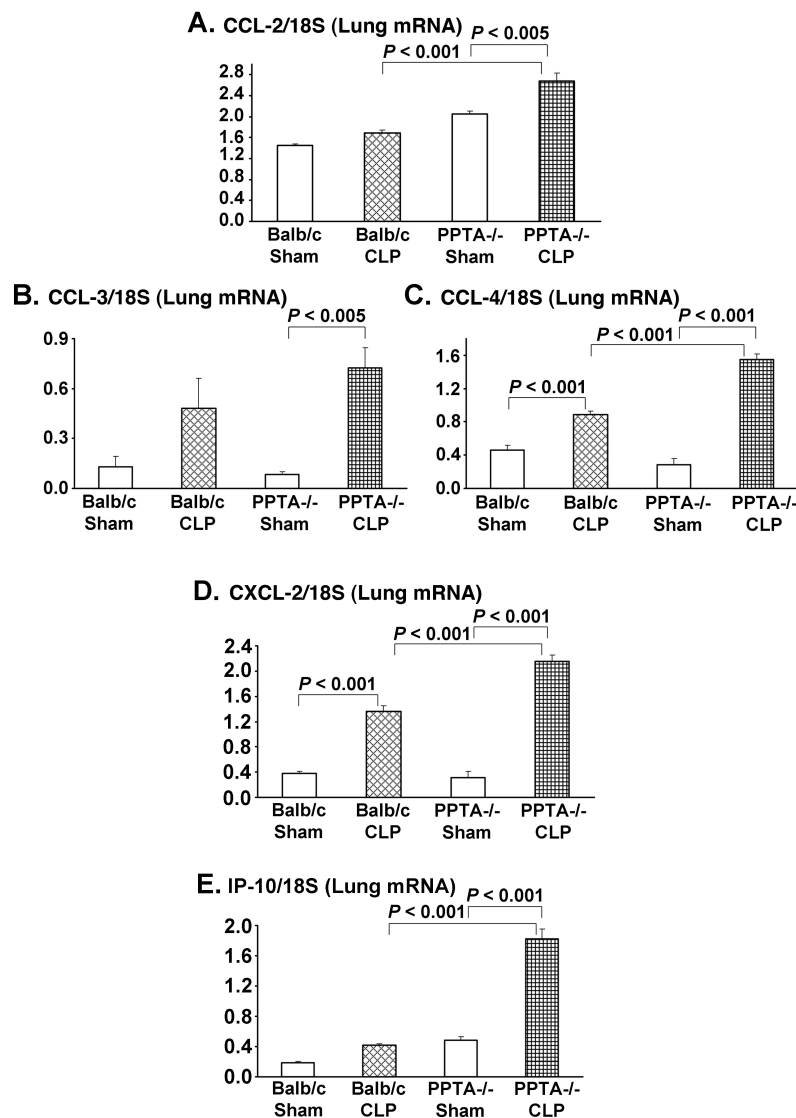 A. CCL-2/18S (Lung mRNA)
P < 0.005
P < 0.001
2.8
2.4
2.0
1.6
1.2
0.8
0.4
0.0
Balb/c Balb/c PPTA-/- PPTA-/-
Sham CLP Sham CLP
B. CCL-3/18S (Lung mRNA)
P < 0.005
0.9
0.6
0.3
0.0
Balb/c Balb/c PPTA-/- PPTA-/-
Sham CLP Sham CLP
C. CCL-4/18S (Lung mRNA)
P < 0.001
P < 0.001
P < 0.001
1.6
1.2
0.8
0.4
0.0
Balb/c Balb/c PPTA-/- PPTA-/-
Sham CLP Sham CLP
D. CXCL-2/18S (Lung mRNA)
P < 0.001
P < 0.001
P < 0.001
2.4
2.0
1.6
1.2
0.8
0.4
0.0
Balb/c Balb/c PPTA-/- PPTA-/-
Sham CLP Sham CLP
E. IP-10/18S (Lung mRNA)
P < 0.001
P < 0.001
2.0
1.6
1.2
0.8
0.4
0.0
Balb/c Balb/c PPTA-/- PPTA-/-
Sham CLP Sham CLP